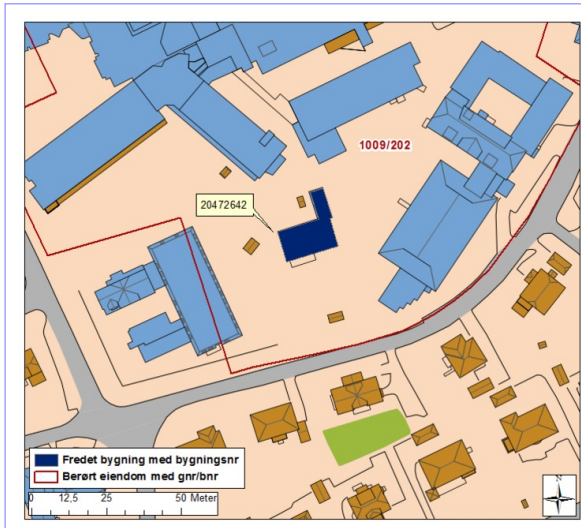 1009/202
20472642
Fredet bygning med bygningsnr
Berørt eiendom med gnr/bnr
0 12,5 25 50 Meter
N